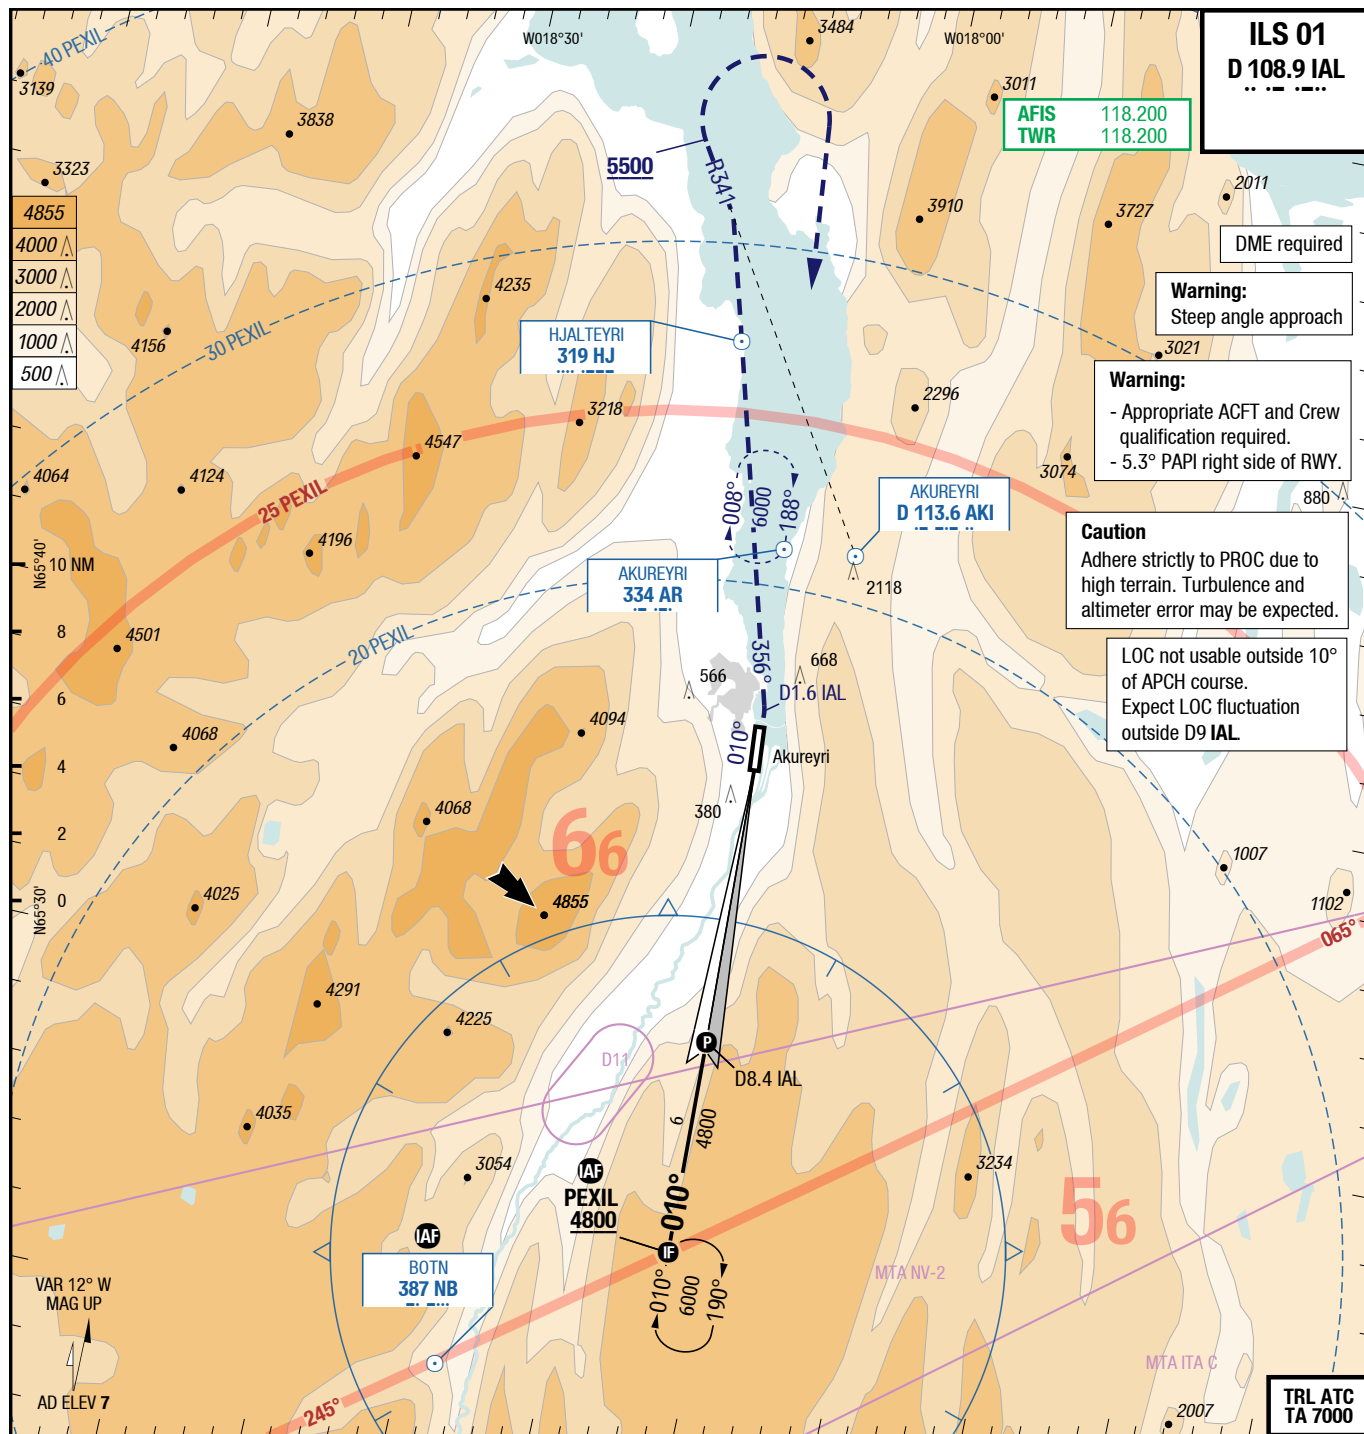 W018°30'
W018°00'
3484
ILS 01
D 108.9 IAL
40 PEXIL
3139
3838
3011
AFIS 118.200
TWR 118.200
3323
5500
R341
2011
3910
3727
4855
4000
3000
2000
1000
500
DME required
Warning:
Steep angle approach
4235
4156
30 PEXIL
HJALTEYRI
319 HJ
3021
Warning:
- Appropriate ACFT and Crew
qualification required.
- 5.3° PAPI right side of RWY.
2296
3218
4547
3074
4064
4124
25 PEXIL
008°
6000
188°
AKUREYRI
D 113.6 AKI
880
4196
N65°40'
10 NM
Caution
Adhere strictly to PROC due to
high terrain. Turbulence and
altimeter error may be expected.
AKUREYRI
334 AR
2118
8
4501
20 PEXIL
356°
668
566
D1.6 IAL
LOC not usable outside 10°
of APCH course.
Expect LOC fluctuation
outside D9 IAL.
6
4068
4094
010°
Akureyri
4
380
4068
2
66
1007
4025
0
N65°30'
4855
1102
065°
4291
4225
D11
D8.4 IAL
4035
6
4800
3054
IAF
PEXIL
4800
010°
P
3234
56
IAF
IF
BOTN
387 NB
MTA NV-2
VAR 12° W
MAG UP
010°
6000
190°
MTA ITA C
AD ELEV 7
245°
2007
TRL ATC
TA 7000